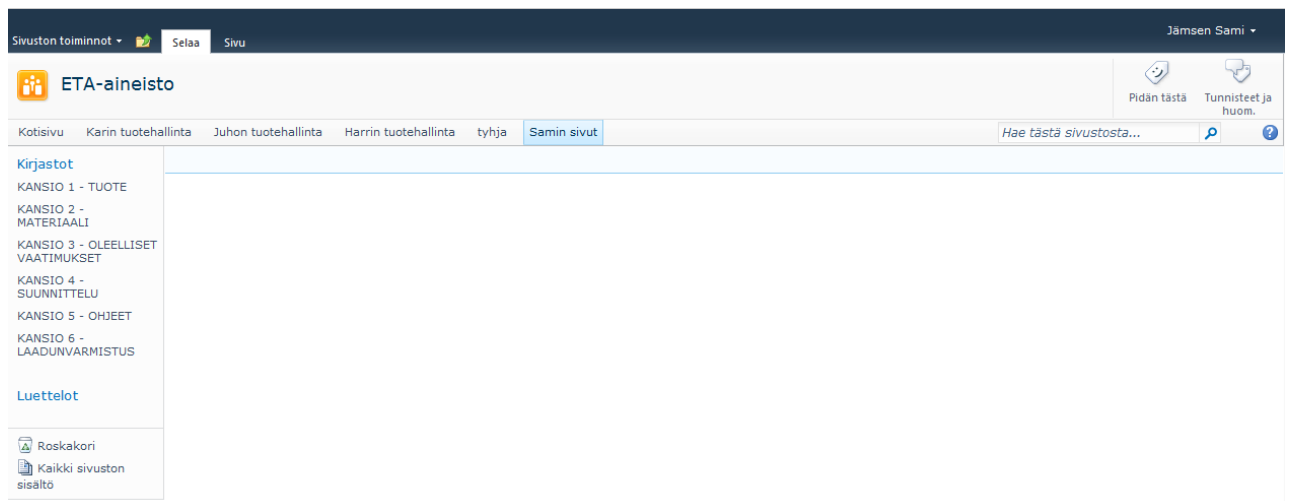 Jämsen Sami
Sivuston toiminnot
Selaa
Sivu
ETA-aineisto
Pidän tästä
Tunnisteet ja
huom.
Kotisivu Karin tuotehallinta Juhon tuotehallinta Harrin tuotehallinta tyhja Samin sivut
Hae tästä sivustosta...
Kirjastot
KANSIO 1 - TUOTE
KANSIO 2 -
MATERIAALI
KANSIO 3 - OLEELLISET
VAATIMUKSET
KANSIO 4 -
SUUNNITTELU
KANSIO 5 - OHJEET
KANSIO 6 -
LAADUNVARMISTUS
Luettelot
Roskakori
Kaikki sivuston
sisältö